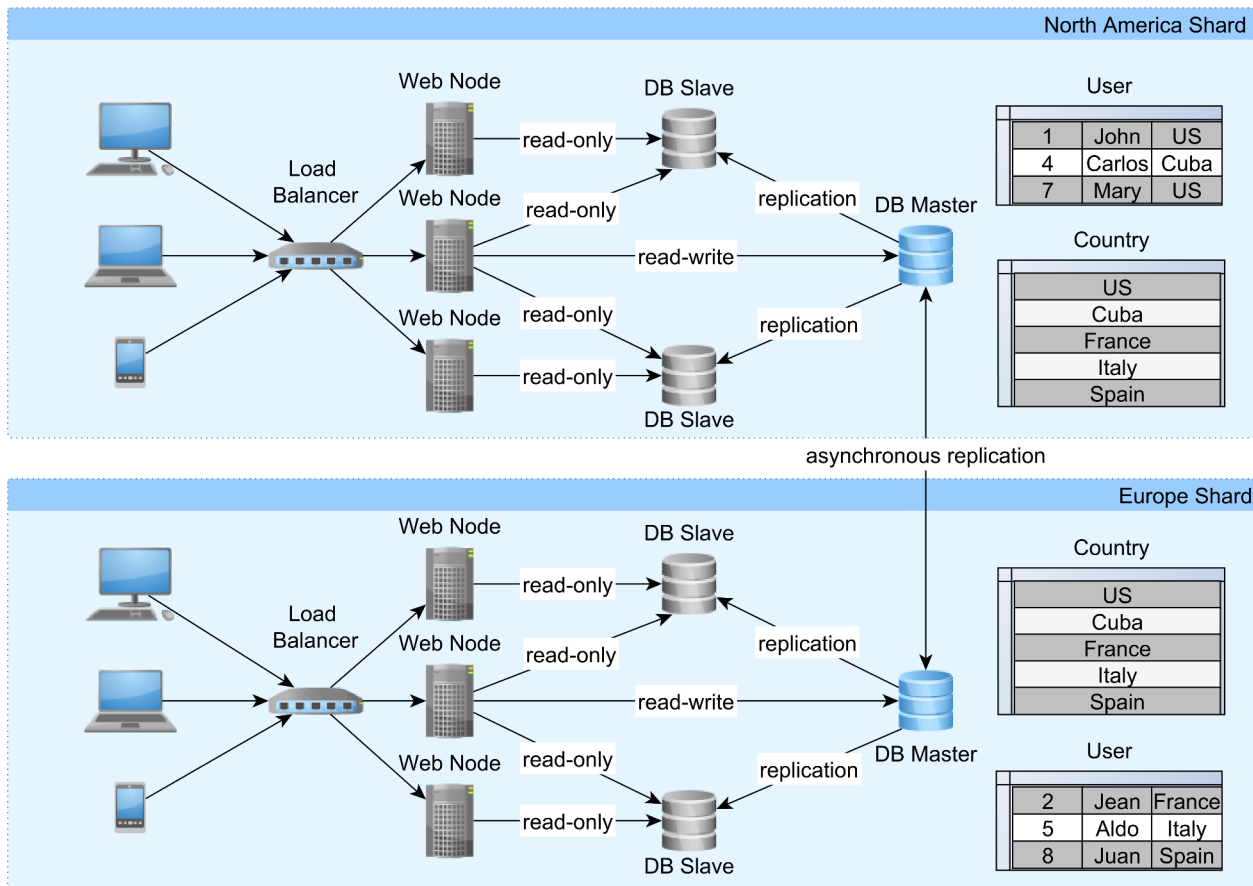 North America Shard
Web Node
DB Slave
User
read-only
1 John US
4 Carlos Cuba
7 Mary US
Load
Balancer
Web Node
read-only
replication
DB Master
Country
read-write
US
Cuba
France
Italy
Spain
Web Node
read-only
replication
read-only
DB Slave
asynchronous replication
Europe Shard
Web Node
DB Slave
Country
read-only
US
Cuba
France
Italy
Spain
Load
Balancer
Web Node
read-only
replication
read-write
DB Master
User
Web Node
read-only
replication
2 Jean France
5 Aldo Italy
8 Juan Spain
read-only
DB Slave